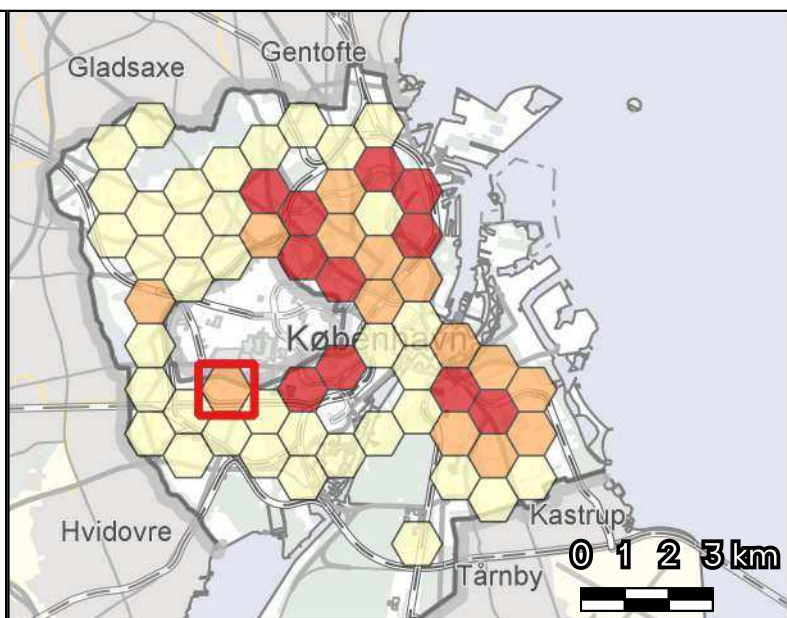 Gentofte
Gladsaxe
København
Hvidovre
Kastrup
0 1 2 3 km
Tårnby